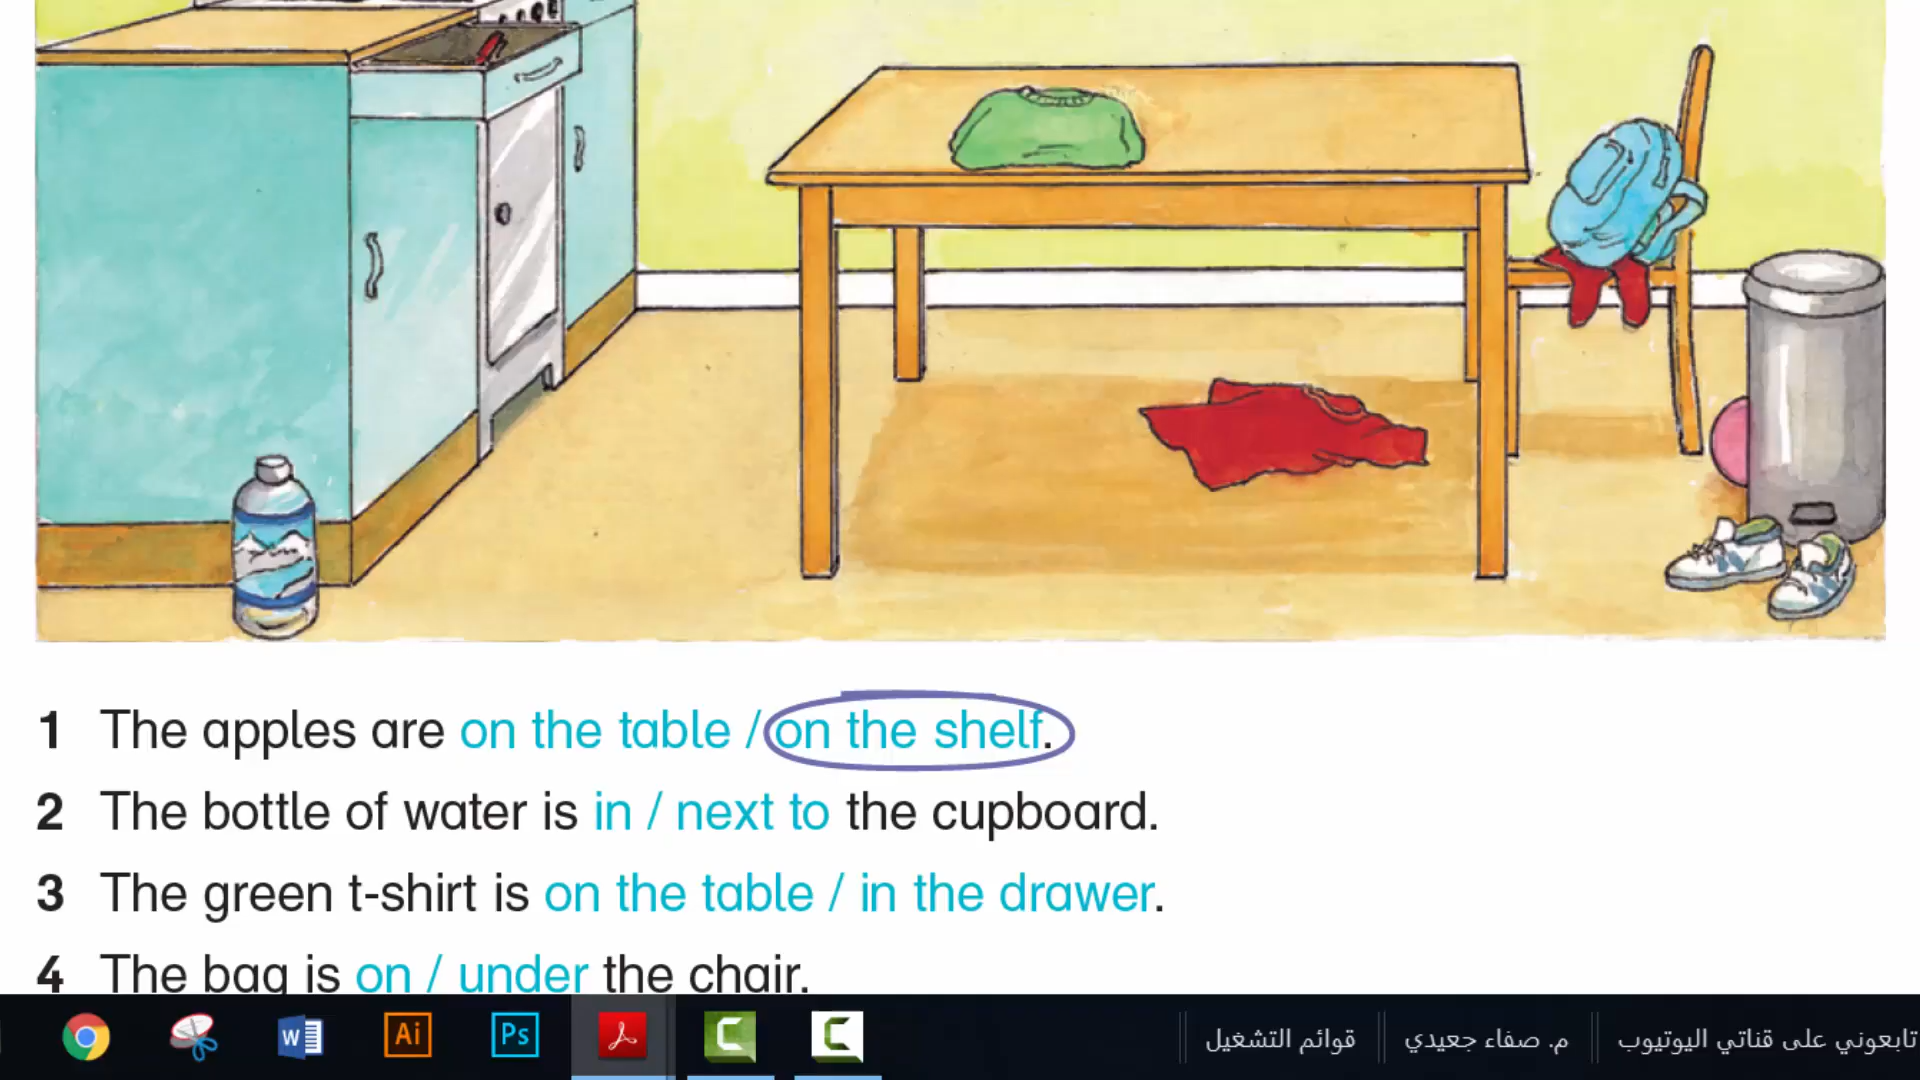 1 The apples are on the table / on the shelf.
2 The bottle of water is in / next to the cupboard.
3 The green t-shirt is on the table / in the drawer.
4 The bag is on / under the chair.
W Ai Ps C C قوائم التشغيل م. صفاء جعيدي تابعوني على قناتي اليوتيوب